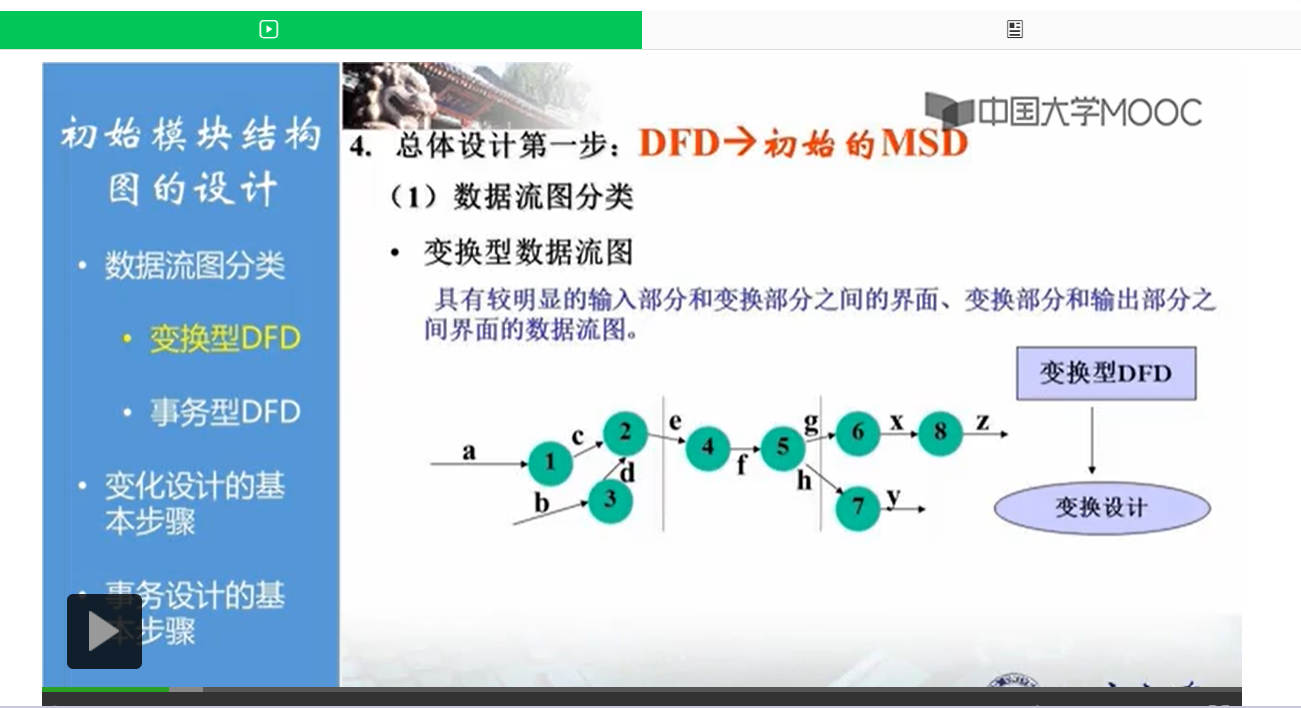 初始模块结构
图的设计
• 数据流图分类
• 变换型DFD
• 事务型DFD
• 变化设计的基
本步骤
• 事务设计的基
本步骤
中国大学MOOC
4. 总体设计第一步：DFD→初始的MSD
（1）数据流图分类
• 变换型数据流图
具有较明显的输入部分和变换部分之间的界面、变换部分和输出部分之
间界面的数据流图。
变换型DFD
变换设计
a
1
c
2
b
3
d
e
4
f
5
g
6
x
8
z
h
7
y